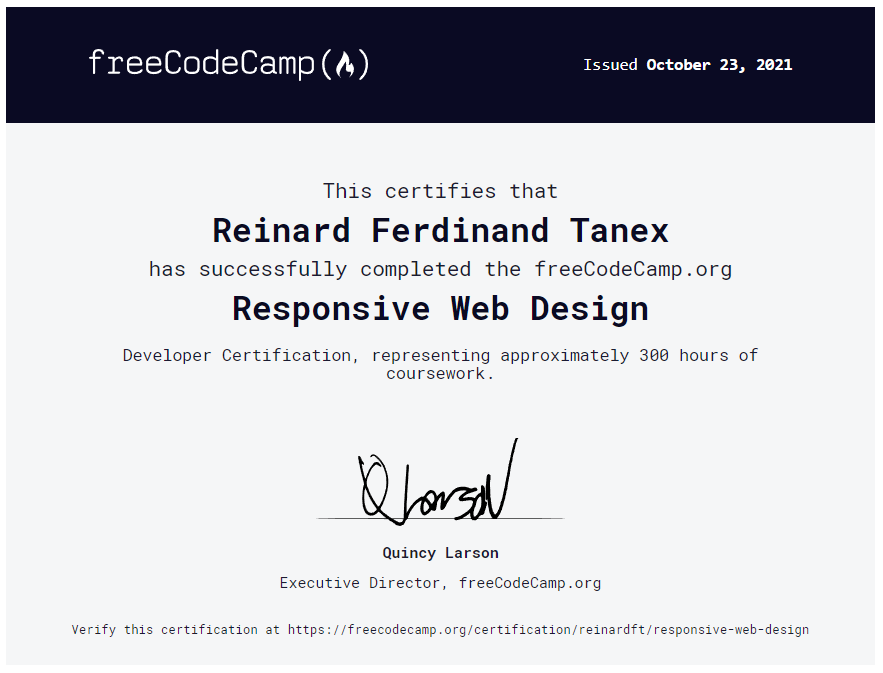 freeCodeCamp(🔥)
Issued October 23, 2021
This certifies that
Reinard Ferdinand Tanex
has successfully completed the freeCodeCamp.org
Responsive Web Design
Developer Certification, representing approximately 300 hours of
coursework.
Q Larson
Quincy Larson
Executive Director, freeCodeCamp.org
Verify this certification at https://freecodecamp.org/certification/reinardft/responsive-web-design